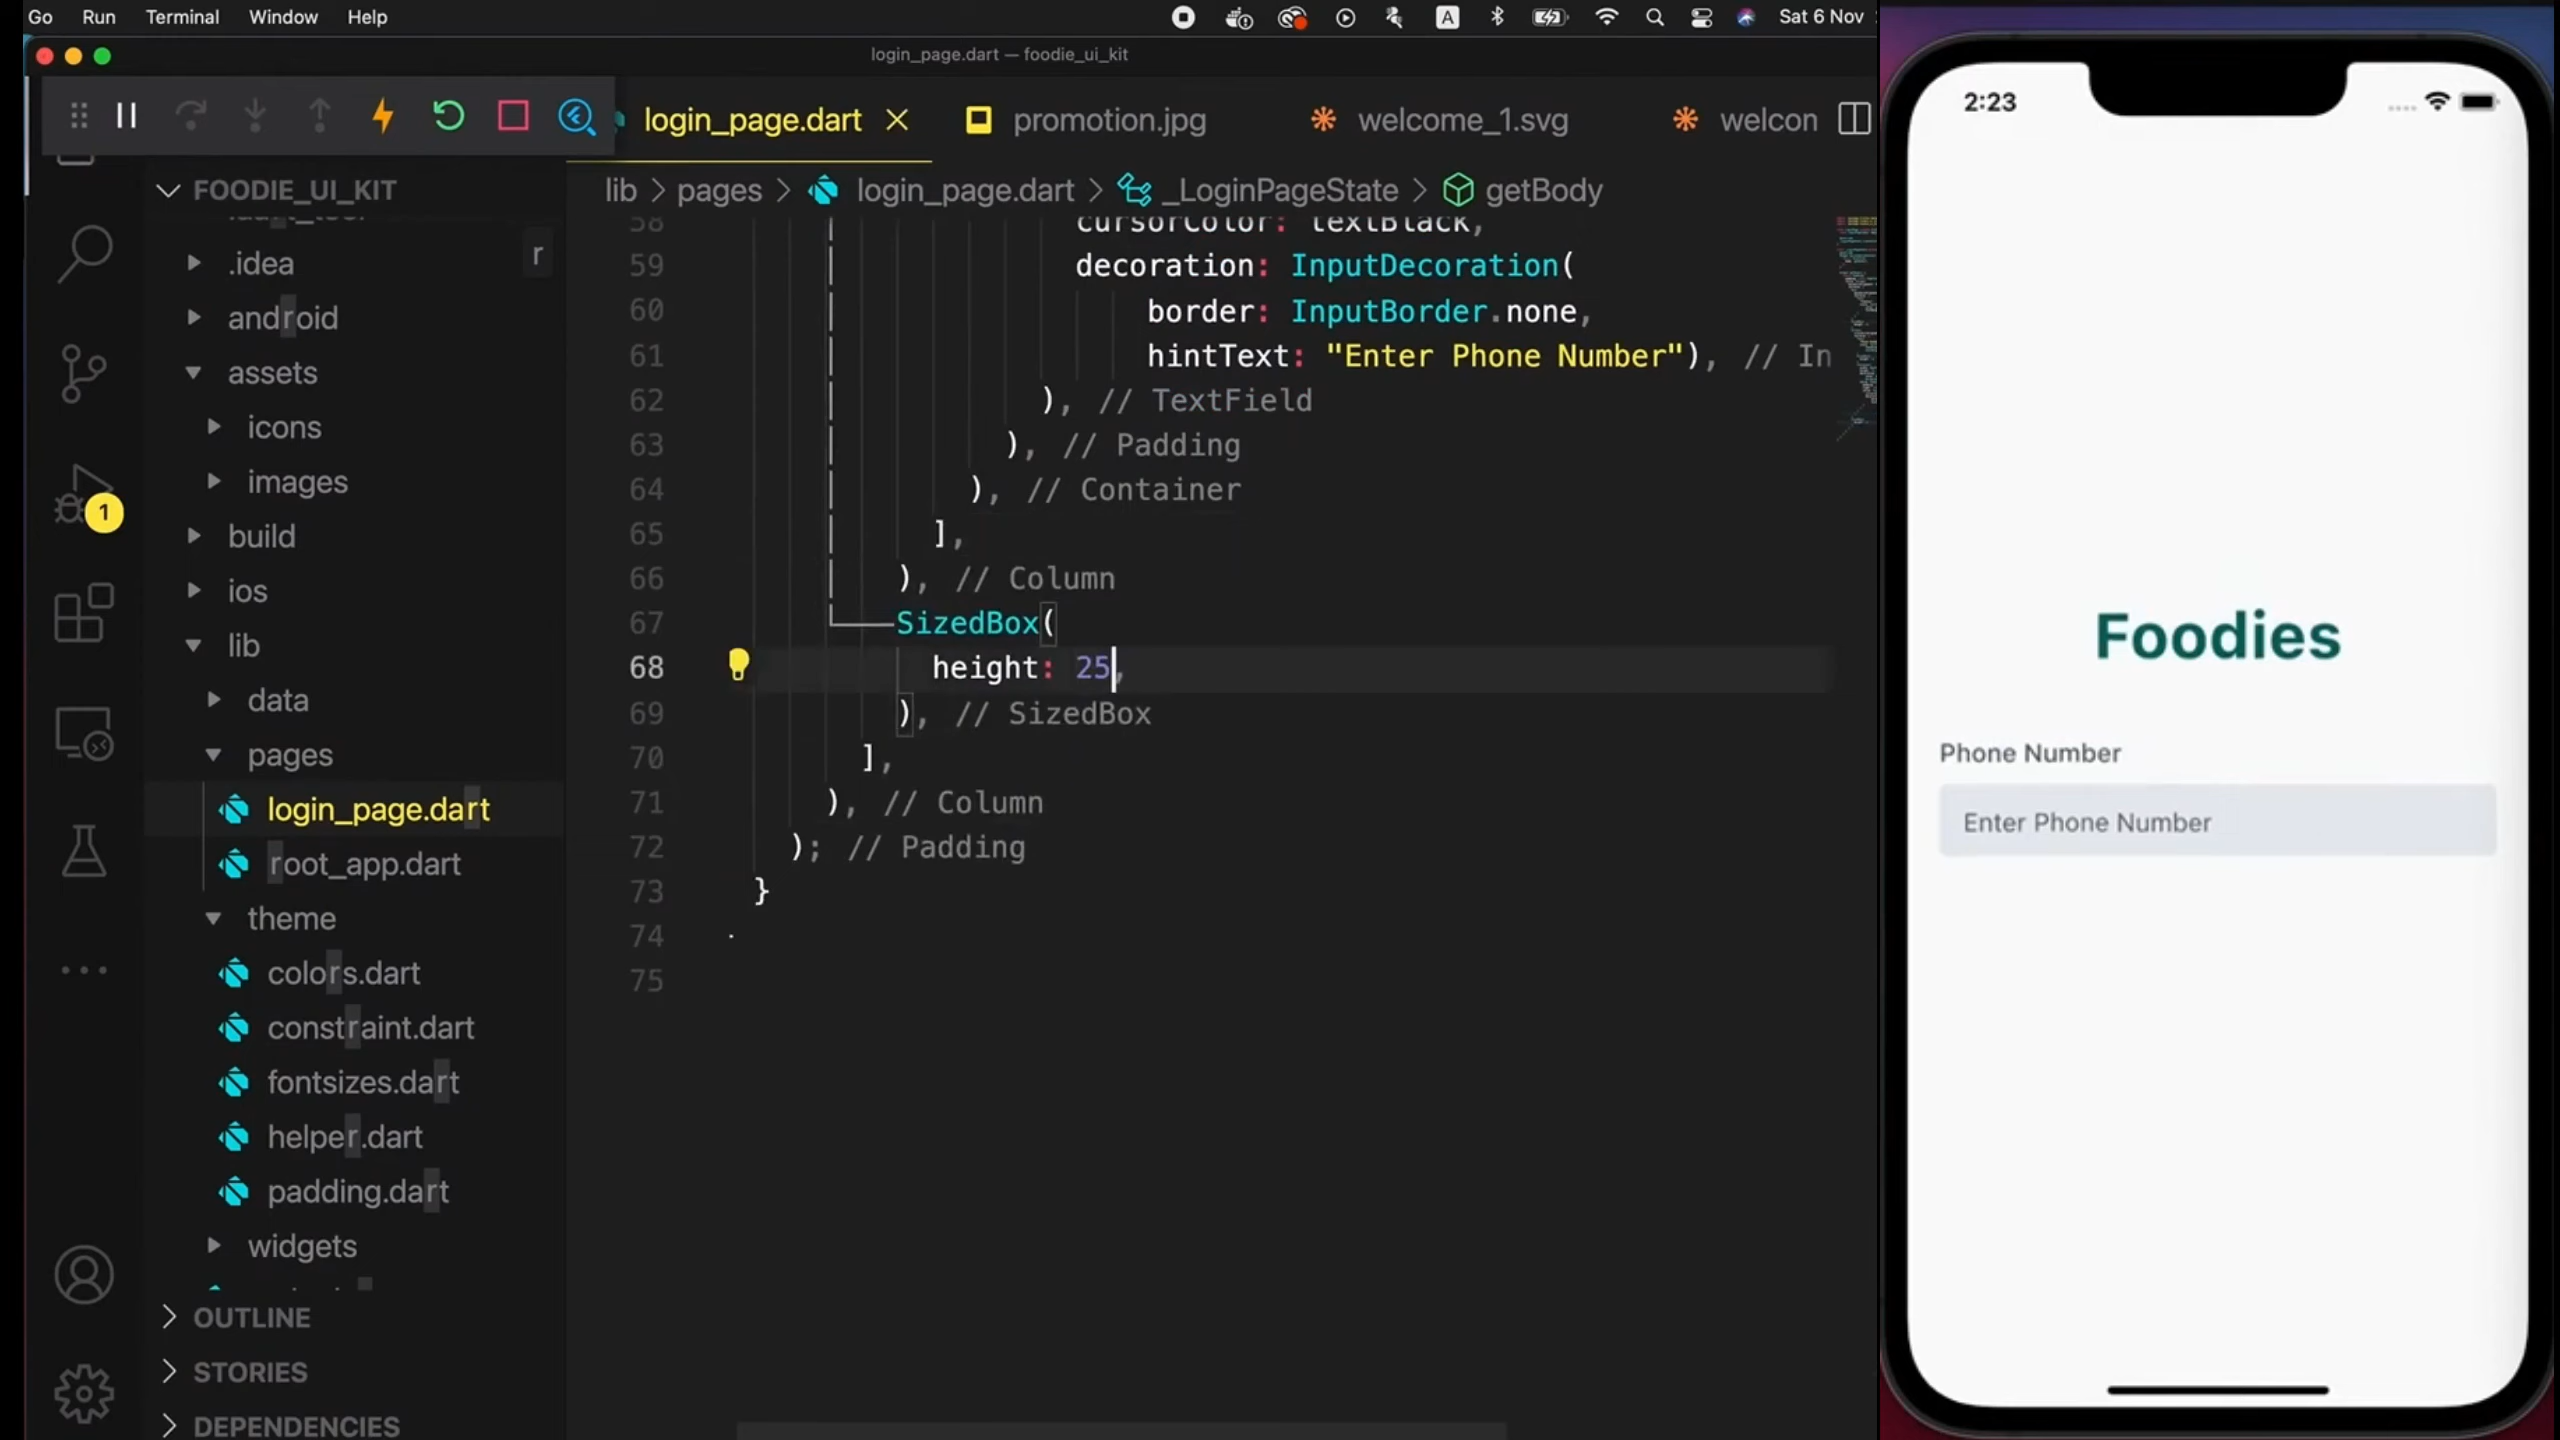 Go Run Terminal Window Help
A
Sat 6 Nov
login_page.dart — foodie_ui_kit
login_page.dart
promotion.jpg
welcome_1.svg
welcon
FOODIE_UI_KIT
lib > pages > login_page.dart > _LoginPageState > getBody
.idea
r
android
assets
icons
images
build
ios
lib
data
pages
login_page.dart
root_app.dart
theme
colors.dart
constraint.dart
fontsizes.dart
helper.dart
padding.dart
widgets
OUTLINE
STORIES
DEPENDENCIES
1
58 cursorColor: textBlack,
59 decoration: InputDecoration(
60 border: InputBorder.none,
61 hintText: "Enter Phone Number"), // In
62 ), // TextField
63 ), // Padding
64 ), // Container
65 ],
66 ), // Column
67 SizedBox(
68 height: 25,
69 ), // SizedBox
70 ],
71 ), // Column
72 ); // Padding
73 }
74
75
2:23
Foodies
Phone Number
Enter Phone Number